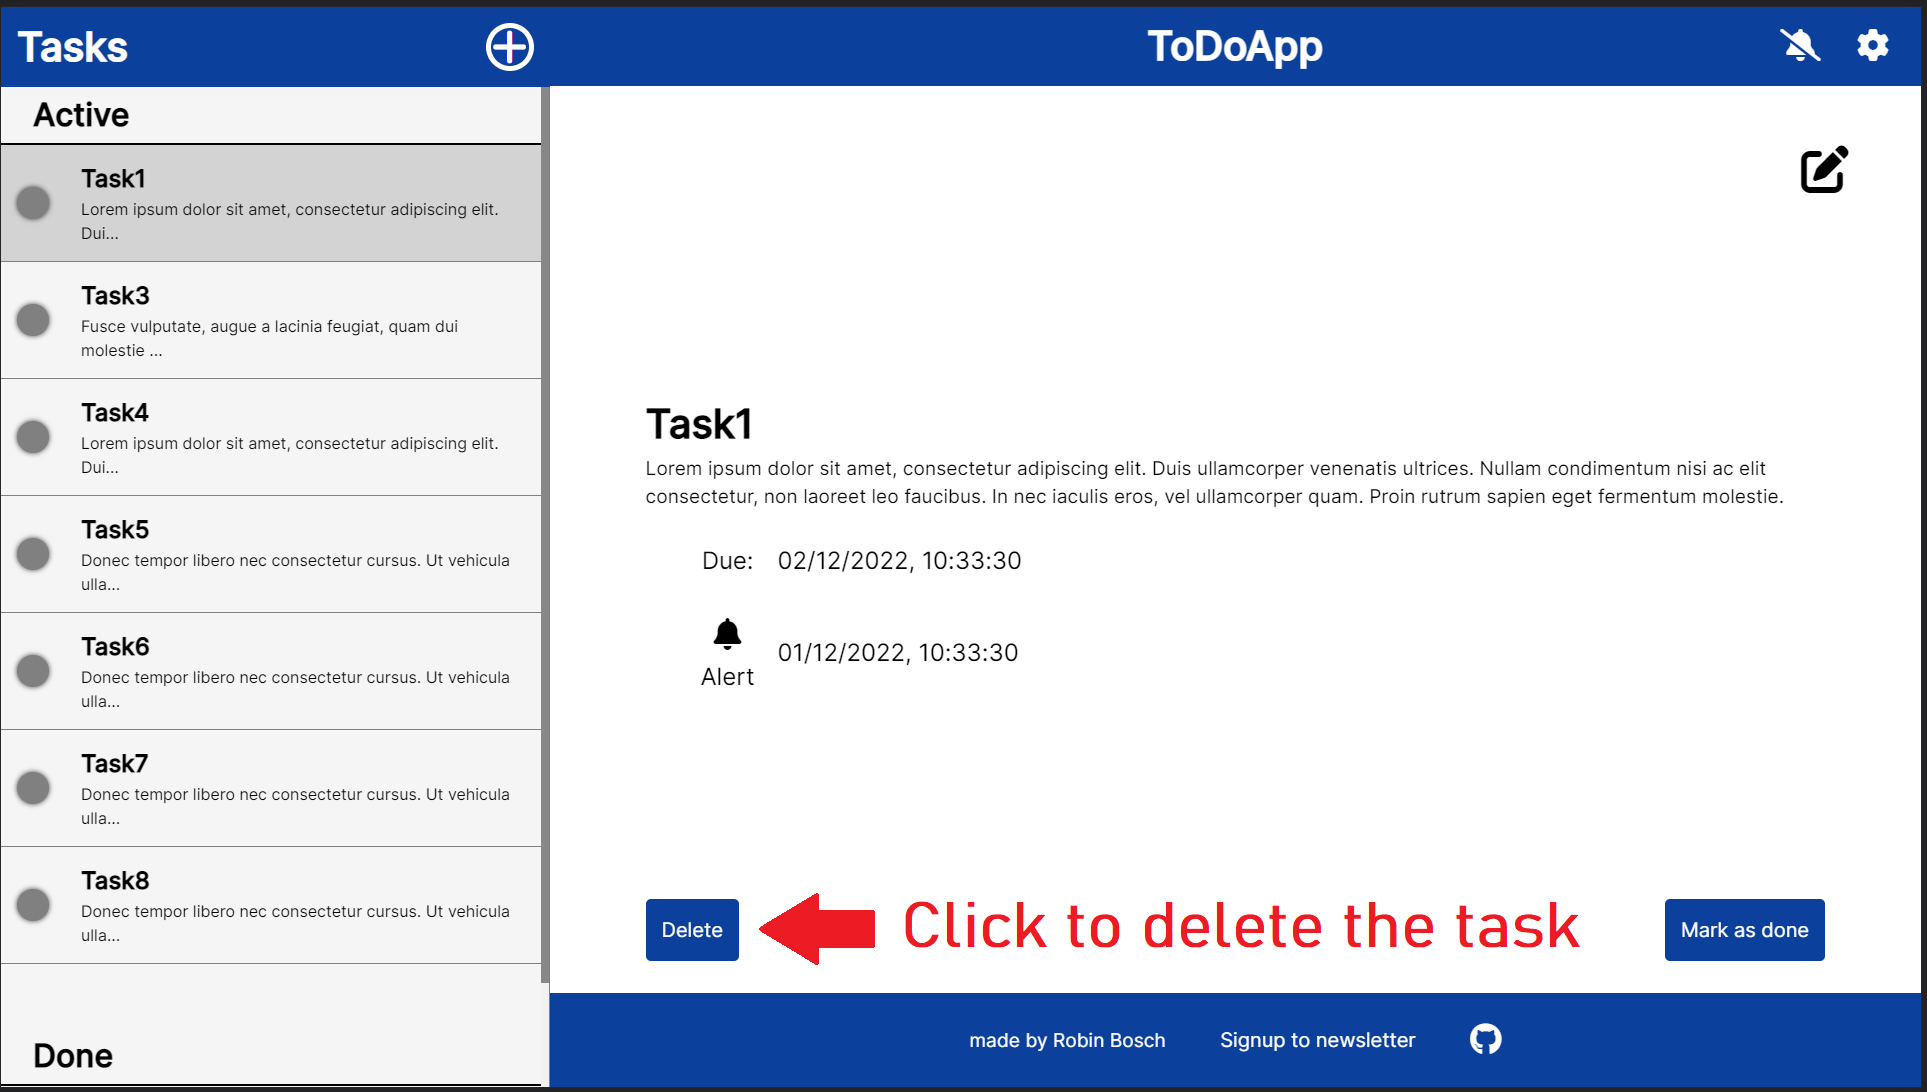 Tasks
ToDoApp
Active
Task1
Lorem ipsum dolor sit amet, consectetur adipiscing elit.
Dui...
Task3
Fusce vulputate, augue a lacinia feugiat, quam dui
molestie ...
Task4
Lorem ipsum dolor sit amet, consectetur adipiscing elit.
Dui...
Task5
Donec tempor libero nec consectetur cursus. Ut vehicula
ulla...
Task6
Donec tempor libero nec consectetur cursus. Ut vehicula
ulla...
Task7
Donec tempor libero nec consectetur cursus. Ut vehicula
ulla...
Task8
Donec tempor libero nec consectetur cursus. Ut vehicula
ulla...
Done
Task1
Lorem ipsum dolor sit amet, consectetur adipiscing elit. Duis ullamcorper venenatis ultrices. Nullam condimentum nisi ac elit
consectetur, non laoreet leo faucibus. In nec iaculis eros, vel ullamcorper quam. Proin rutrum sapien eget fermentum molestie.
Due: 02/12/2022, 10:33:30
Alert 01/12/2022, 10:33:30
Delete
Click to delete the task
Mark as done
made by Robin Bosch
Signup to newsletter